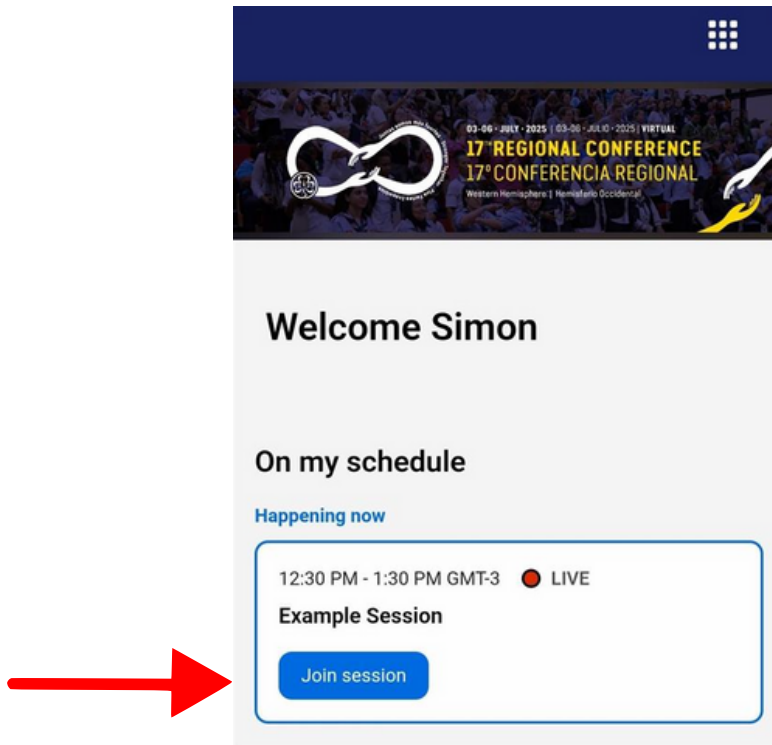 03-06 · JULY · 2025 | 03-06 · JULIO · 2025 | VIRTUAL
17TH REGIONAL CONFERENCE
17º CONFERENCIA REGIONAL
Western Hemisphere | Hemisferio Occidental
Welcome Simon
On my schedule
Happening now
12:30 PM - 1:30 PM GMT-3 LIVE
Example Session
Join session